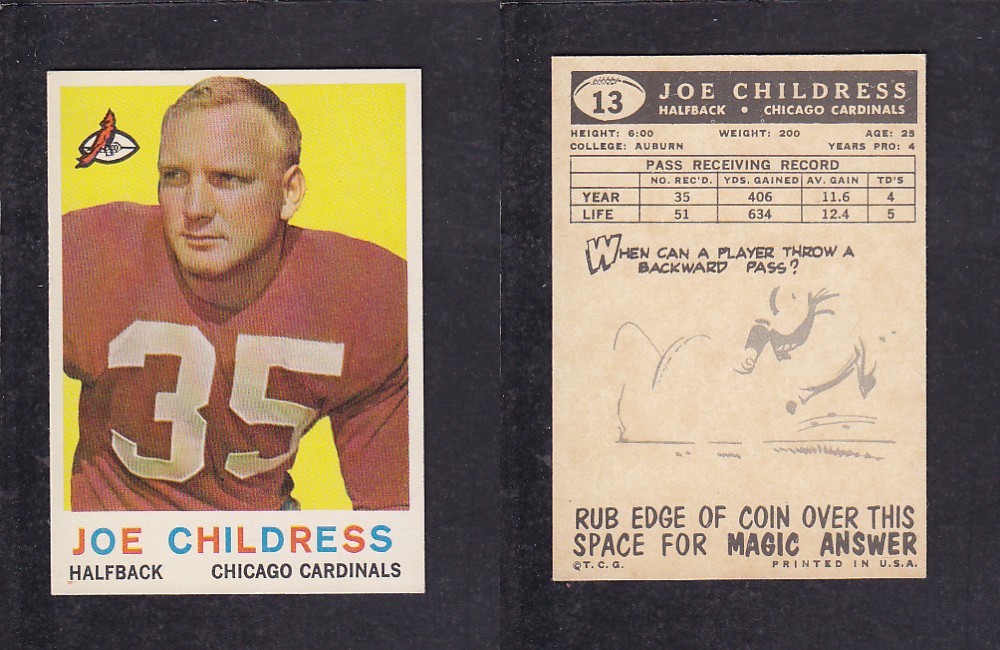 35
JOE CHILDRESS
HALFBACK CHICAGO CARDINALS
13
JOE CHILDRESS
HALFBACK • CHICAGO CARDINALS
HEIGHT: 6:00 WEIGHT: 200 AGE: 25
COLLEGE: AUBURN YEARS PRO: 4
PASS RECEIVING RECORD
NO. REC'D. YDS. GAINED AV. GAIN TD'S
YEAR 35 406 11.6 4
LIFE 51 634 12.4 5
WHEN CAN A PLAYER THROW A
BACKWARD PASS?
RUB EDGE OF COIN OVER THIS
SPACE FOR MAGIC ANSWER
©T.C.G. PRINTED IN U.S.A.